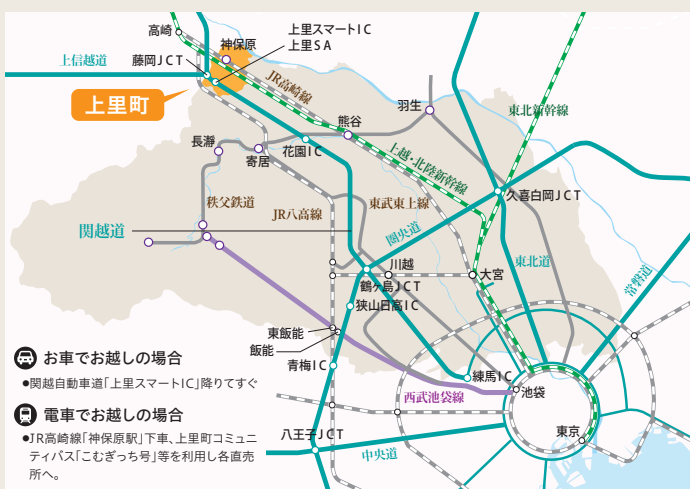 高崎
神保原
上里スマートIC
上里SA
上信越道
藤岡JCT
上里町
JR高崎線
熊谷
羽生
東北新幹線
長瀞
寄居
花園IC
上越・北陸新幹線
久喜白岡JCT
秩父鉄道
JR八高線
東武東上線
関越道
圏央道
川越
鶴ヶ島JCT
大宮
東北道
常磐道
狭山日高IC
東飯能
飯能
青梅IC
練馬IC
池袋
西武池袋線
八王子JCT
中央道
東京
お車でお越しの場合
●関越自動車道「上里スマートIC」降りてすぐ
電車でお越しの場合
●JR高崎線「神保原駅」下車、上里町コミュニ
ティバス「こむぎっち号」等を利用し各直売
所へ。